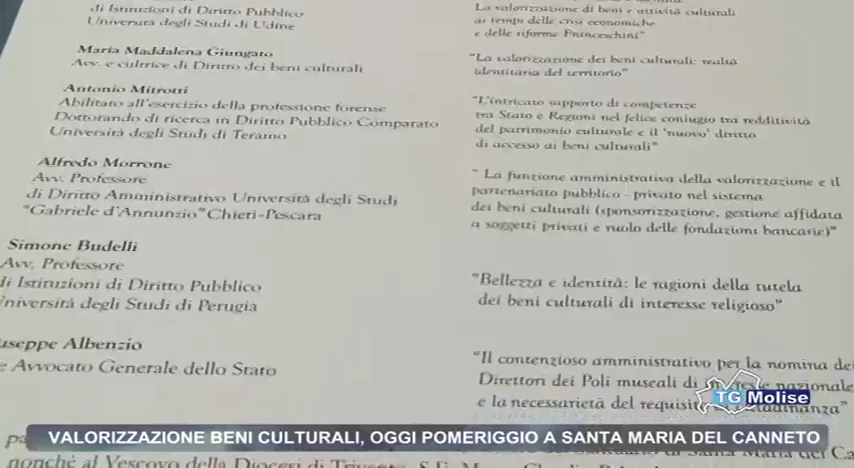 di Istituzioni di Diritto Pubblico
Università degli Studi di Udine
Maria Maddalena Giungato
Avv. e cultrice di Diritto dei beni culturali
Antonio Mitrotti
Abilitato all'esercizio della professione forense
Dottorando di ricerca in Diritto Pubblico Comparato
Università degli Studi di Teramo
Alfredo Morrone
Avv. Professore
di Diritto Amministrativo Università degli Studi
"Gabriele d'Annunzio" Chieti-Pescara
Simone Budelli
Avv. Professore
di Istituzioni di Diritto Pubblico
Università degli Studi di Perugia
useppe Albenzio
e Avvocato Generale dello Stato
La valorizzazione di beni e attività culturali
ai tempi delle crisi economiche
e delle riforme Franceschini"
"La valorizzazione dei beni culturali: realtà
identitaria del territorio"
"L'intricato rapporto di competenze
tra Stato e Regioni nel felice coniugio tra redditività
del patrimonio culturale e il 'nuovo' diritto
di accesso ai beni culturali"
" La funzione amministrativa della valorizzazione e il
partenariato pubblico - privato nel sistema
dei beni culturali (sponsorizzazione, gestione affidata
a soggetti privati e ruolo delle fondazioni bancarie)"
"Bellezza e identità: le ragioni della tutela
dei beni culturali di interesse religioso"
"Il contenzioso amministrativo per la nomina dei
Direttori dei Poli museali di nazionale
e la necessarietà del
TG Molise
VALORIZZAZIONE BENI CULTURALI, OGGI POMERIGGIO A SANTA MARIA DEL CANNETO
nonché al Vescovo della Diocesi di